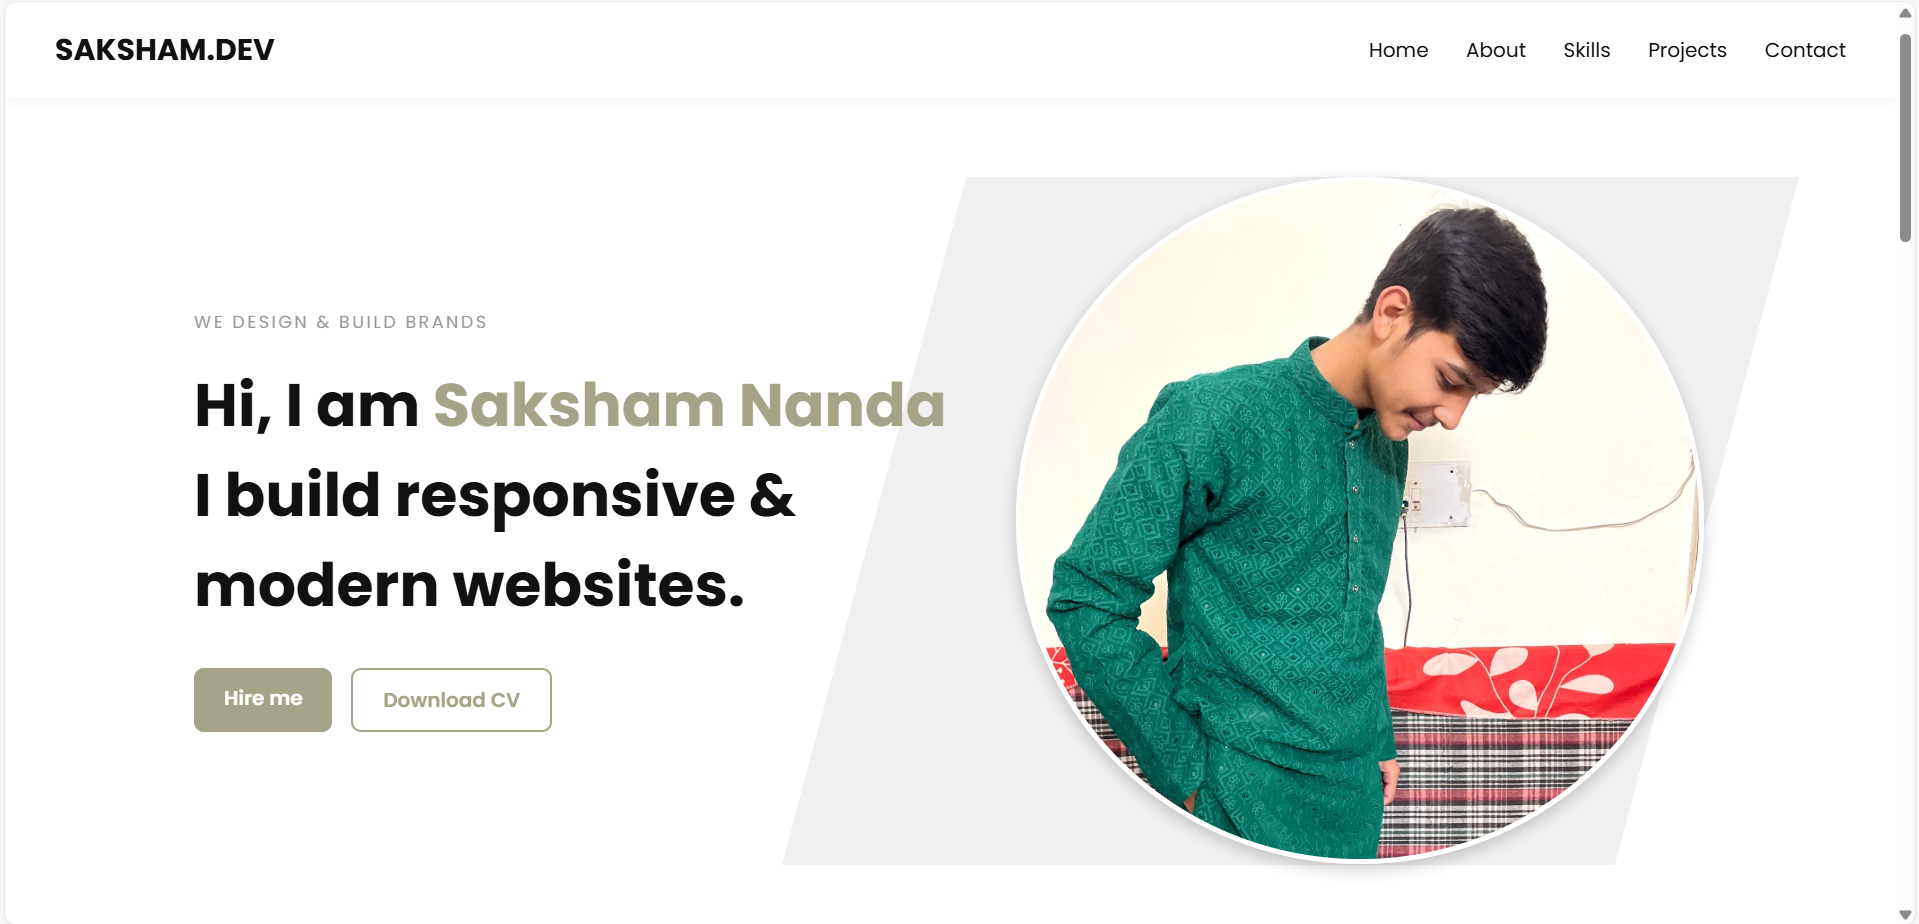 SAKSHAM.DEV
Home About Skills Projects Contact
WE DESIGN & BUILD BRANDS
Hi, I am Saksham Nanda
I build responsive &
modern websites.
Hire me
Download CV